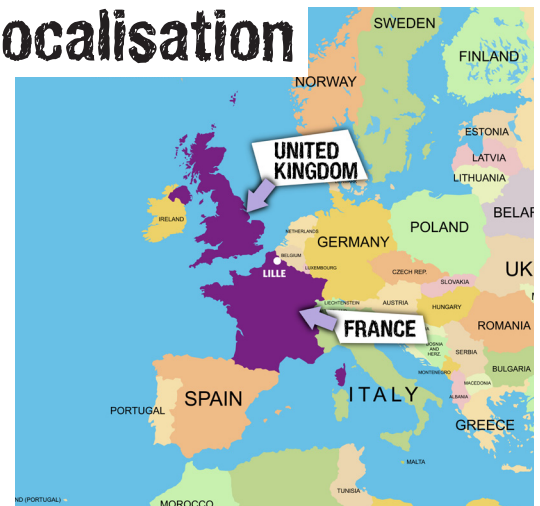 ocalisation
SWEDEN
FINLAND
NORWAY
ESTONIA
LATVIA
LITHUANIA
UNITED
KINGDOM
IRELAND
BELAR
NETHERLANDS
POLAND
GERMANY
BELGIUM
LILLE
LUXEMBOURG
CZECH REP.
UK
SLOVAKIA
LIECHTENSTEIN
AUSTRIA
HUNGARY
FRANCE
ROMANIA
BOSNIA
AND
HERZ.
SERBIA
MONTENEGRO
BULGARIA
MACEDONIA
ALBANIA
ITALY
SPAIN
PORTUGAL
GREECE
MALTA
TUNISIA
ND (PORTUGAL)
MOROCCO